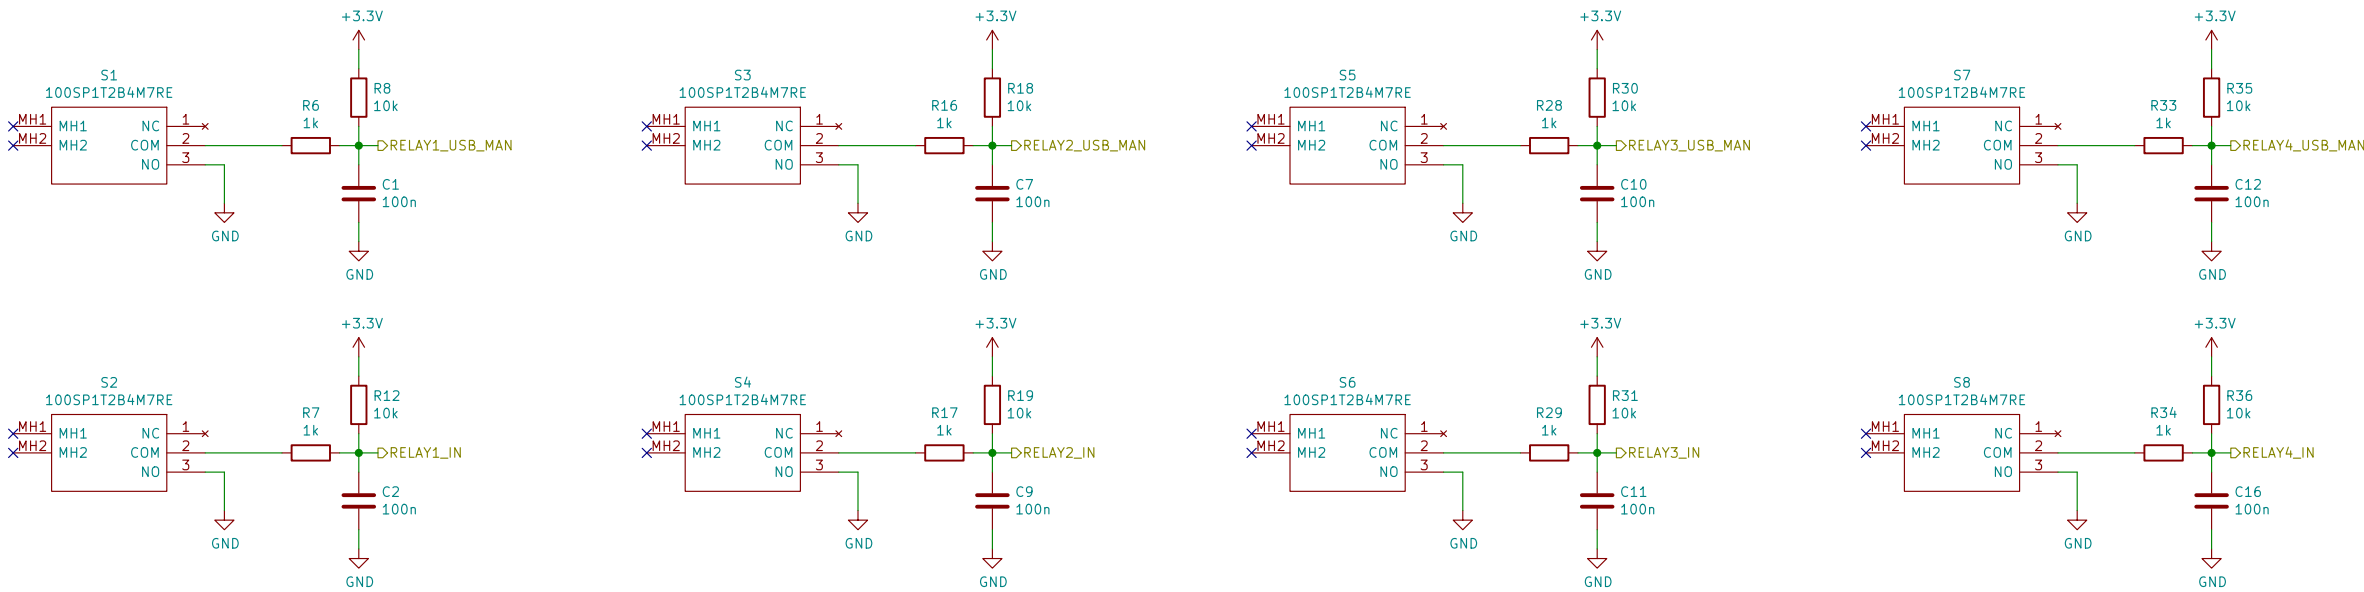 +3.3V
S1
100SP1T2B4M7RE
MH1 MH1 NC 1
MH2 MH2 COM 2
NO 3
R6
1k
R8
10k
RELAY1_USB_MAN
C1
100n
GND
GND
+3.3V
S3
100SP1T2B4M7RE
MH1 MH1 NC 1
MH2 MH2 COM 2
NO 3
R16
1k
R18
10k
RELAY2_USB_MAN
C7
100n
GND
GND
+3.3V
S5
100SP1T2B4M7RE
MH1 MH1 NC 1
MH2 MH2 COM 2
NO 3
R28
1k
R30
10k
RELAY3_USB_MAN
C10
100n
GND
GND
+3.3V
S7
100SP1T2B4M7RE
MH1 MH1 NC 1
MH2 MH2 COM 2
NO 3
R33
1k
R35
10k
RELAY4_USB_MAN
C12
100n
GND
GND
+3.3V
S2
100SP1T2B4M7RE
MH1 MH1 NC 1
MH2 MH2 COM 2
NO 3
R7
1k
R12
10k
RELAY1_IN
C2
100n
GND
GND
+3.3V
S4
100SP1T2B4M7RE
MH1 MH1 NC 1
MH2 MH2 COM 2
NO 3
R17
1k
R19
10k
RELAY2_IN
C9
100n
GND
GND
+3.3V
S6
100SP1T2B4M7RE
MH1 MH1 NC 1
MH2 MH2 COM 2
NO 3
R29
1k
R31
10k
RELAY3_IN
C11
100n
GND
GND
+3.3V
S8
100SP1T2B4M7RE
MH1 MH1 NC 1
MH2 MH2 COM 2
NO 3
R34
1k
R36
10k
RELAY4_IN
C16
100n
GND
GND